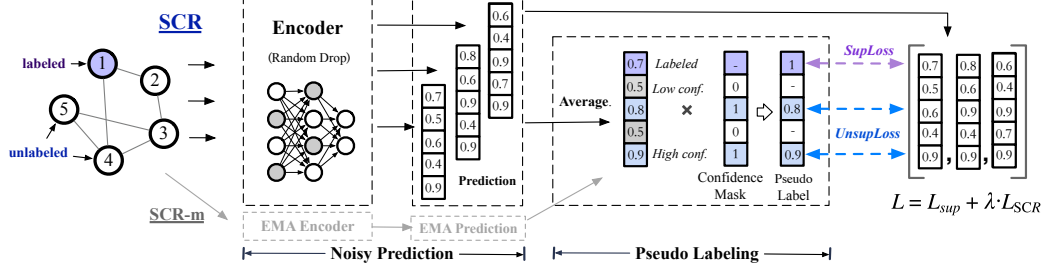 SCR
labeled
1
2
5
3
4
unlabeled
SCR-m
Encoder
(Random Drop)
0.7
0.5
0.6
0.4
0.9
0.8
0.6
0.9
0.4
0.9
0.6
0.4
0.9
0.7
0.9
Prediction
EMA Encoder
EMA Prediction
Noisy Prediction
Average.
0.7
0.5
0.8
0.5
0.9
Labeled
Low conf.
×
High conf.
-
0
1
0
1
Confidence
Mask
1
-
0.8
-
0.9
Pseudo
Label
Pseudo Labeling
SupLoss
UnsupLoss
0.7 0.8 0.6
0.5 0.6 0.4
0.6 0.9 0.9
0.4 0.4 0.7
0.9 , 0.9 , 0.9
L = Lsup + λ·LSCR